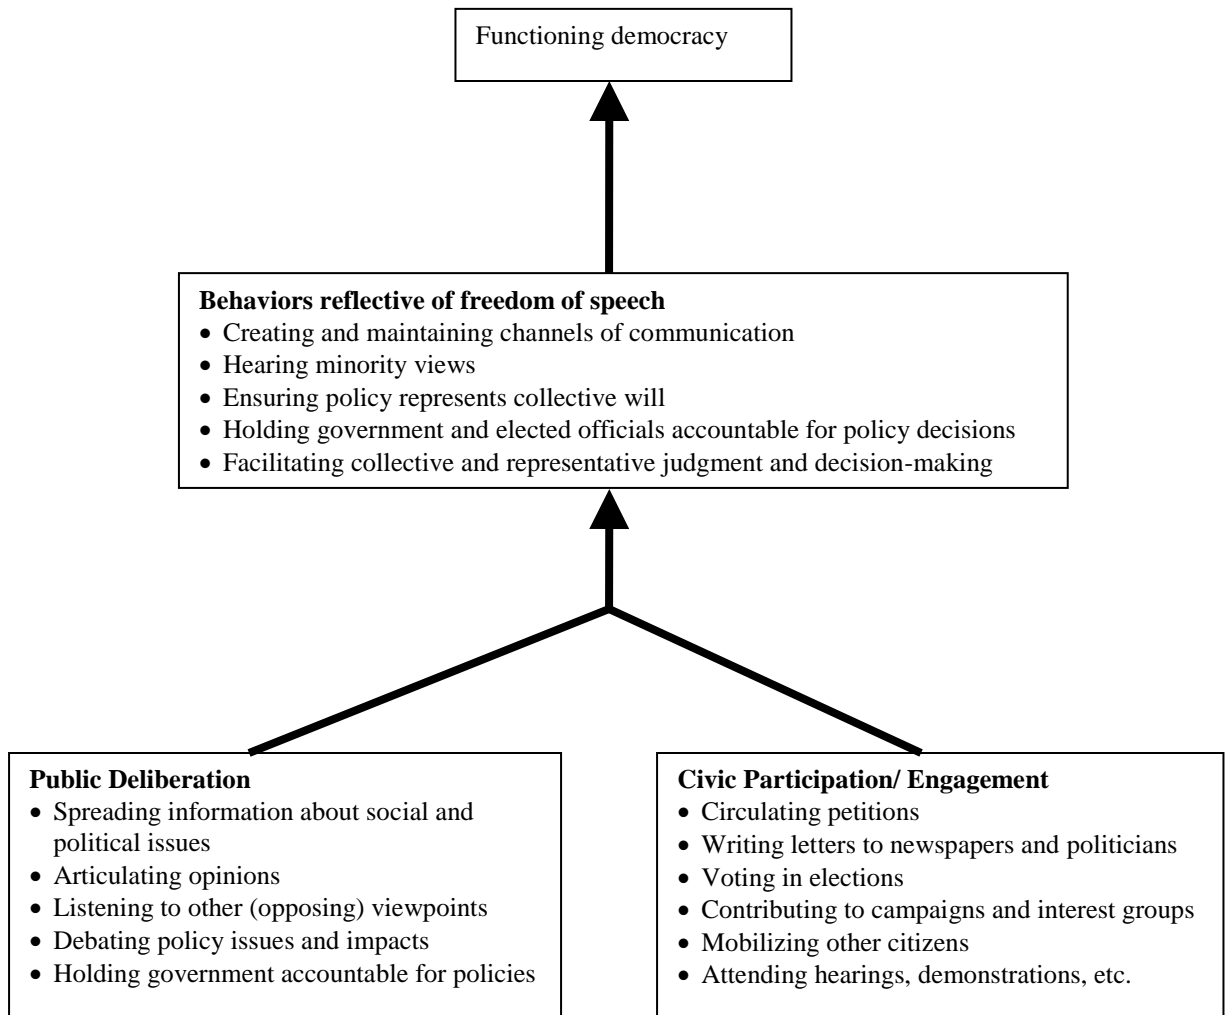 Functioning democracy
Behaviors reflective of freedom of speech
• Creating and maintaining channels of communication
• Hearing minority views
• Ensuring policy represents collective will
• Holding government and elected officials accountable for policy decisions
• Facilitating collective and representative judgment and decision-making
Public Deliberation
• Spreading information about social and
political issues
• Articulating opinions
• Listening to other (opposing) viewpoints
• Debating policy issues and impacts
• Holding government accountable for policies
Civic Participation/ Engagement
• Circulating petitions
• Writing letters to newspapers and politicians
• Voting in elections
• Contributing to campaigns and interest groups
• Mobilizing other citizens
• Attending hearings, demonstrations, etc.